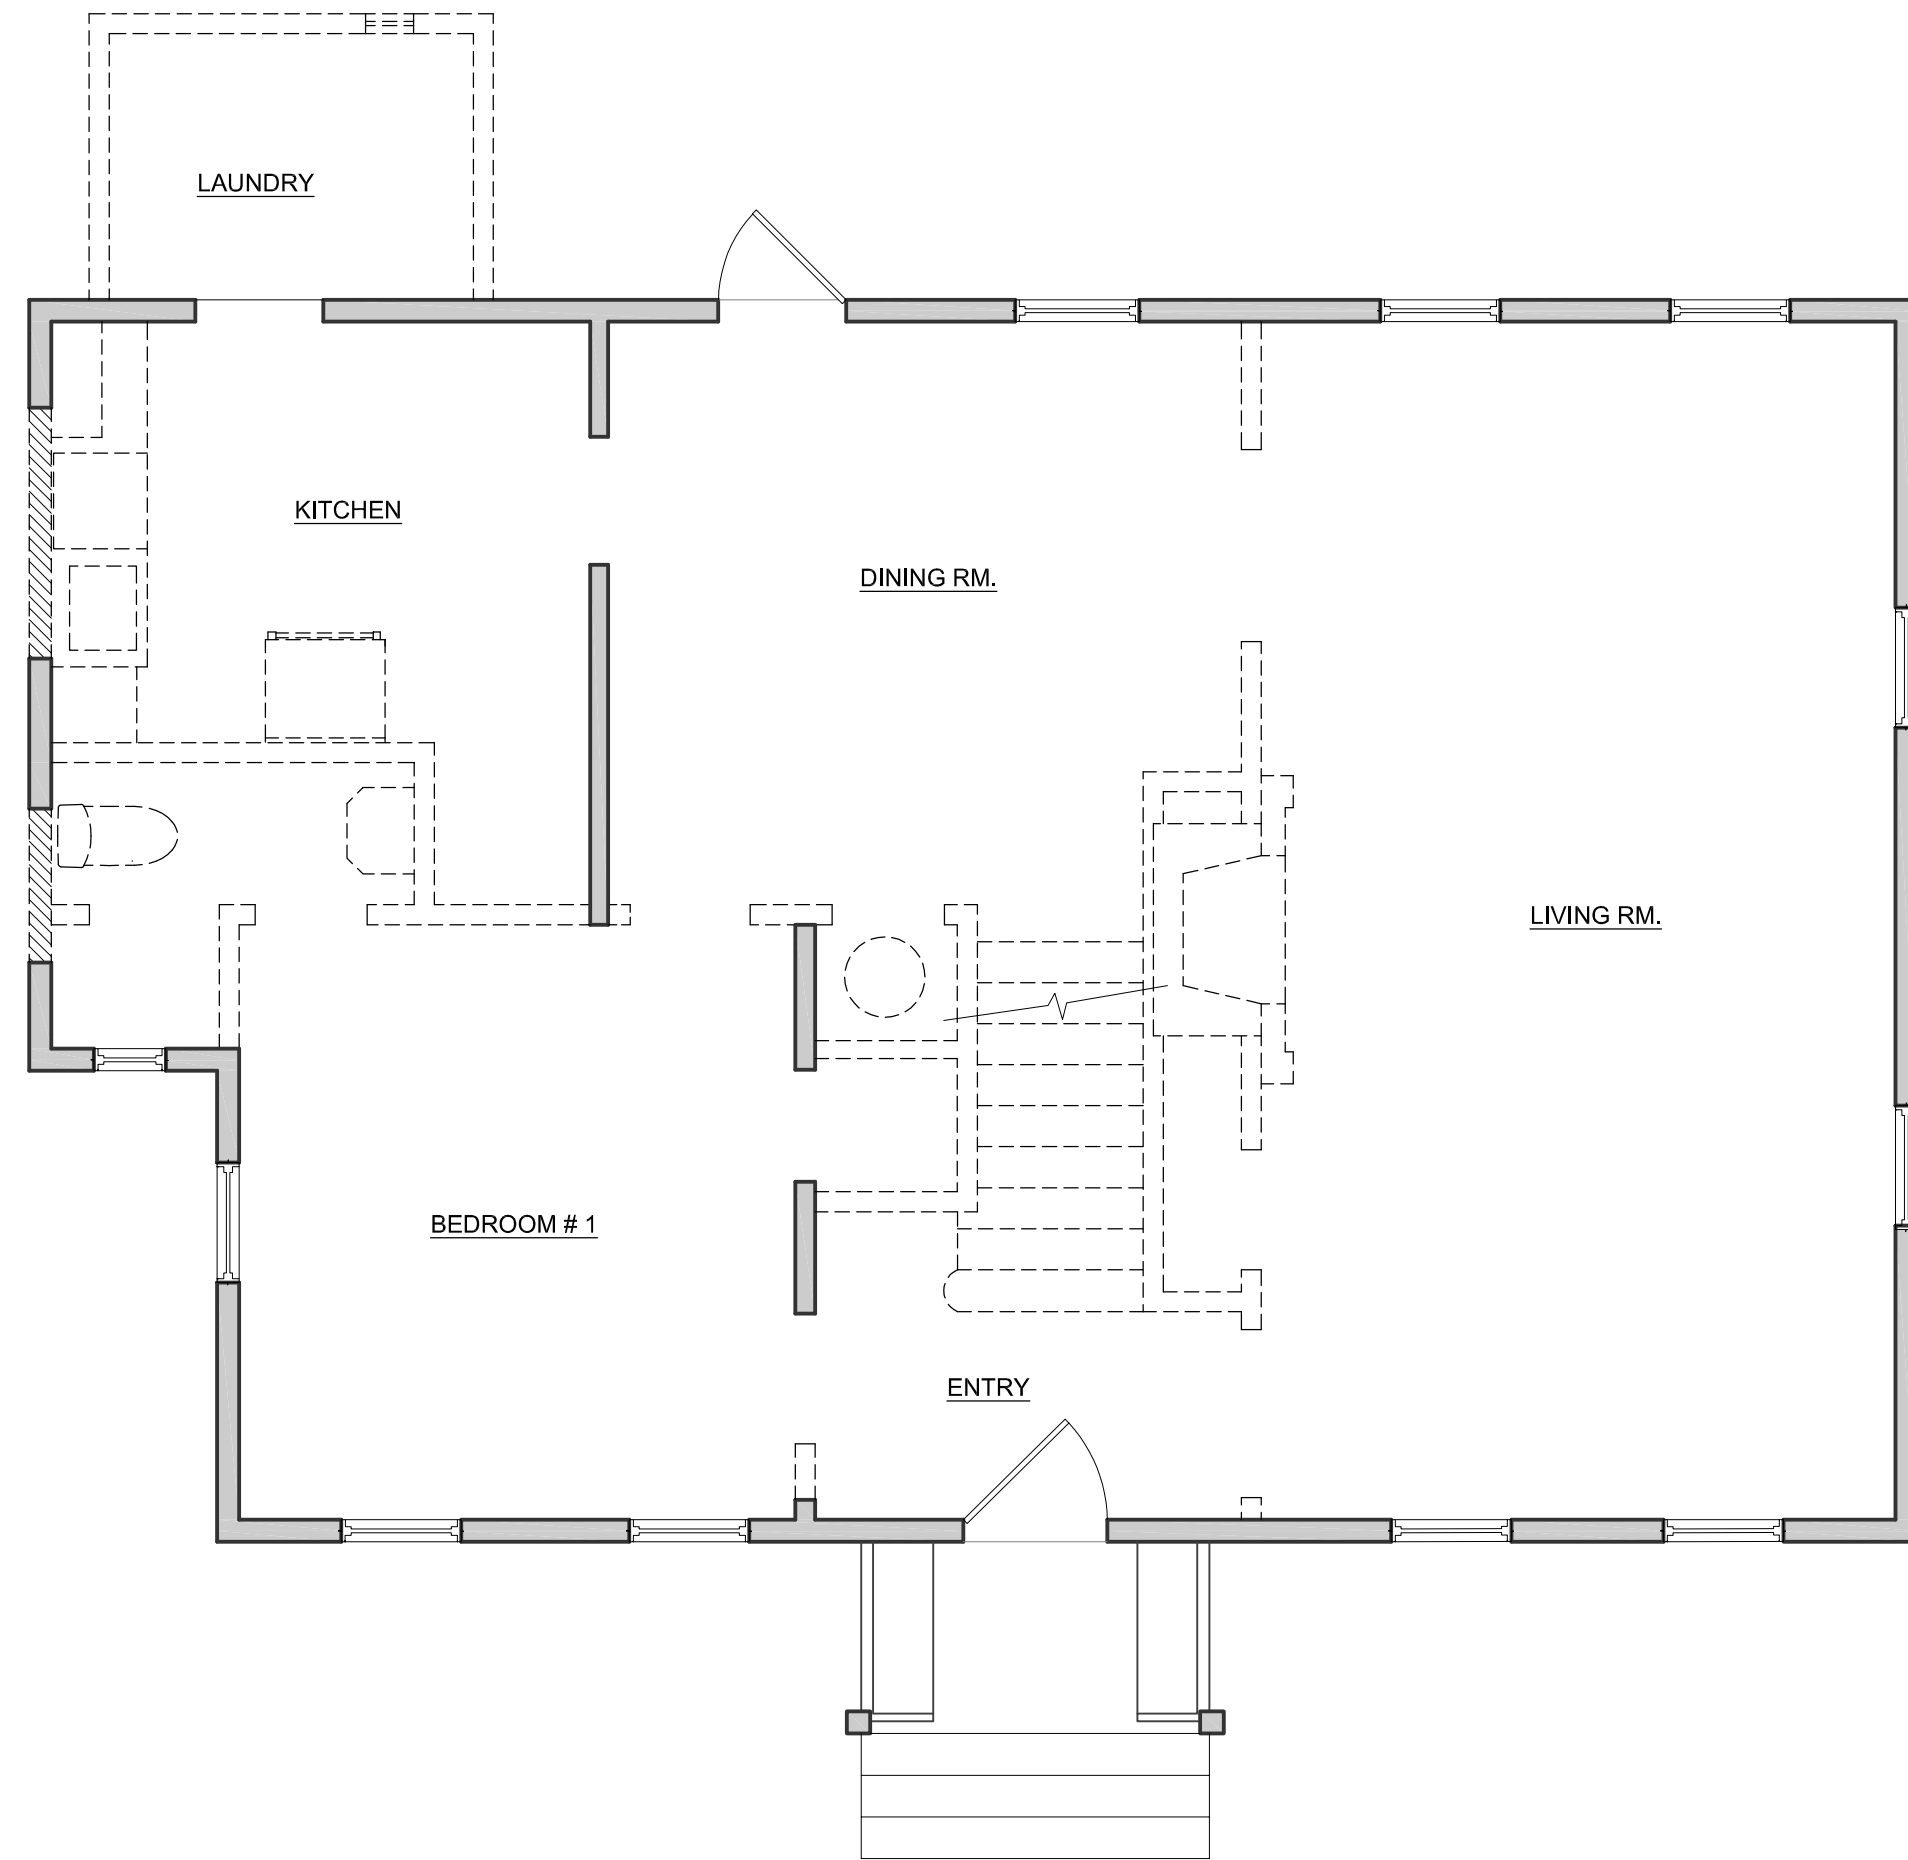 LAUNDRY
KITCHEN
DINING RM.
LIVING RM.
BEDROOM # 1
ENTRY